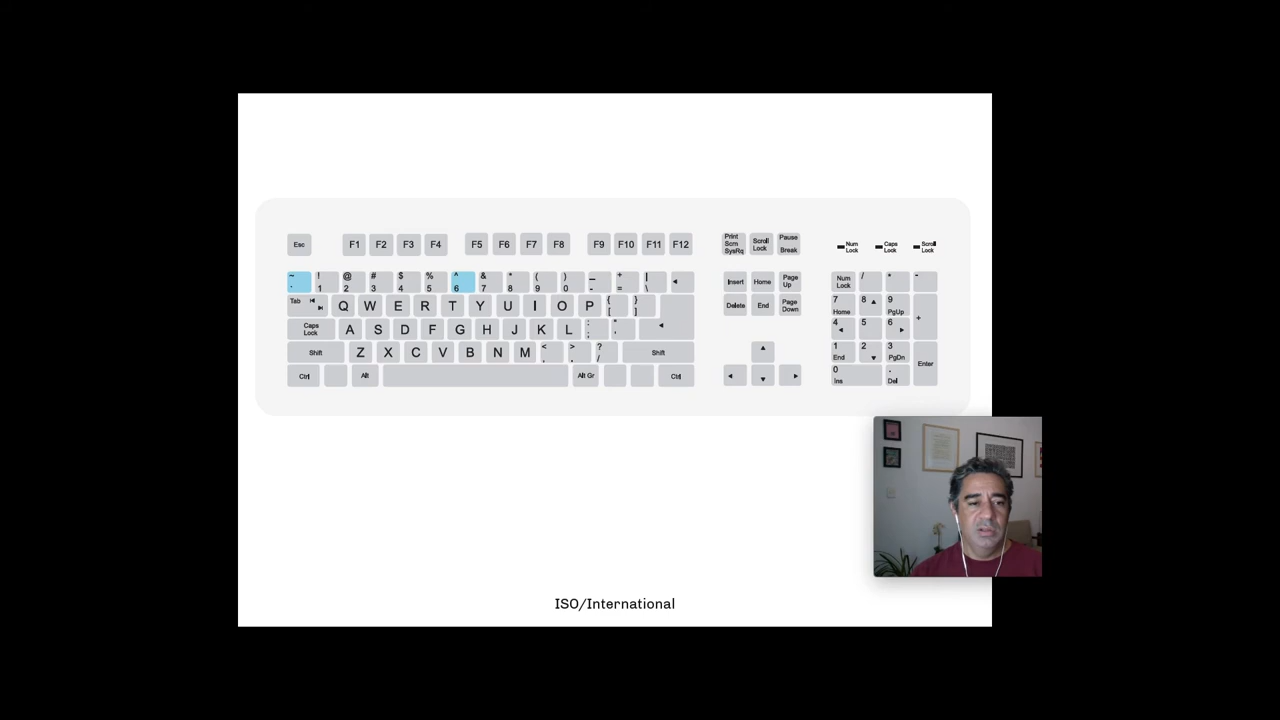 Esc F1 F2 F3 F4 F5 F6 F7 F8 F9 F10 F11 F12 Print Scrn SysRq Scroll Lock Pause Break Num Lock Caps Lock Scroll Lock
~ ` ! 1 @ 2 # 3 $ 4 % 5 ^ 6 & 7 * 8 ( 9 ) 0 _ - + = | \ Insert Home Page Up Num Lock / * -
Tab Q W E R T Y U I O P { [ } ] Delete End Page Down 7 Home 8 9 PgUp +
Caps Lock A S D F G H J K L : ; " ' 4 5 6
Shift Z X C V B N M < , > . ? / Shift 1 End 2 3 PgDn Enter
Ctrl Alt Alt Gr Ctrl 0 Ins . Del
ISO/International